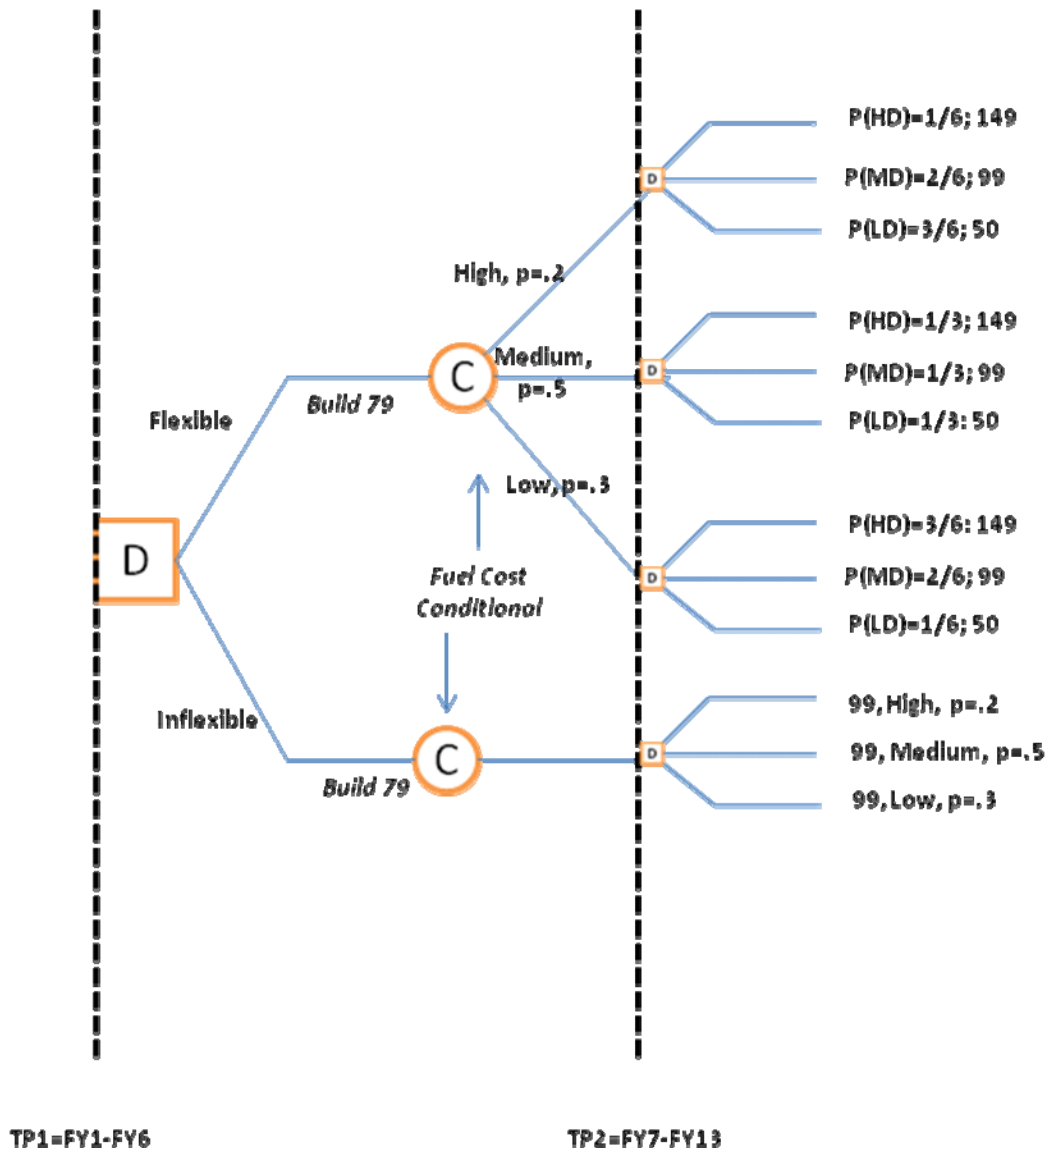 P(HD)=1/6; 149
P(MD)=2/6; 99
D
P(LD)=3/6; 50
High, p=.2
P(HD)=1/3; 149
Medium,
p=.5
D
P(MD)=1/3; 99
C
Build 79
Flexible
P(LD)=1/3: 50
Low, p=.3
P(HD)=3/6: 149
D
Fuel Cost
Conditional
D
P(MD)=2/6; 99
P(LD)=1/6; 50
Inflexible
99, High, p=.2
C
Build 79
D
99, Medium, p=.5
99, Low, p=.3
TP1=FY1-FY6
TP2=FY7-FY13